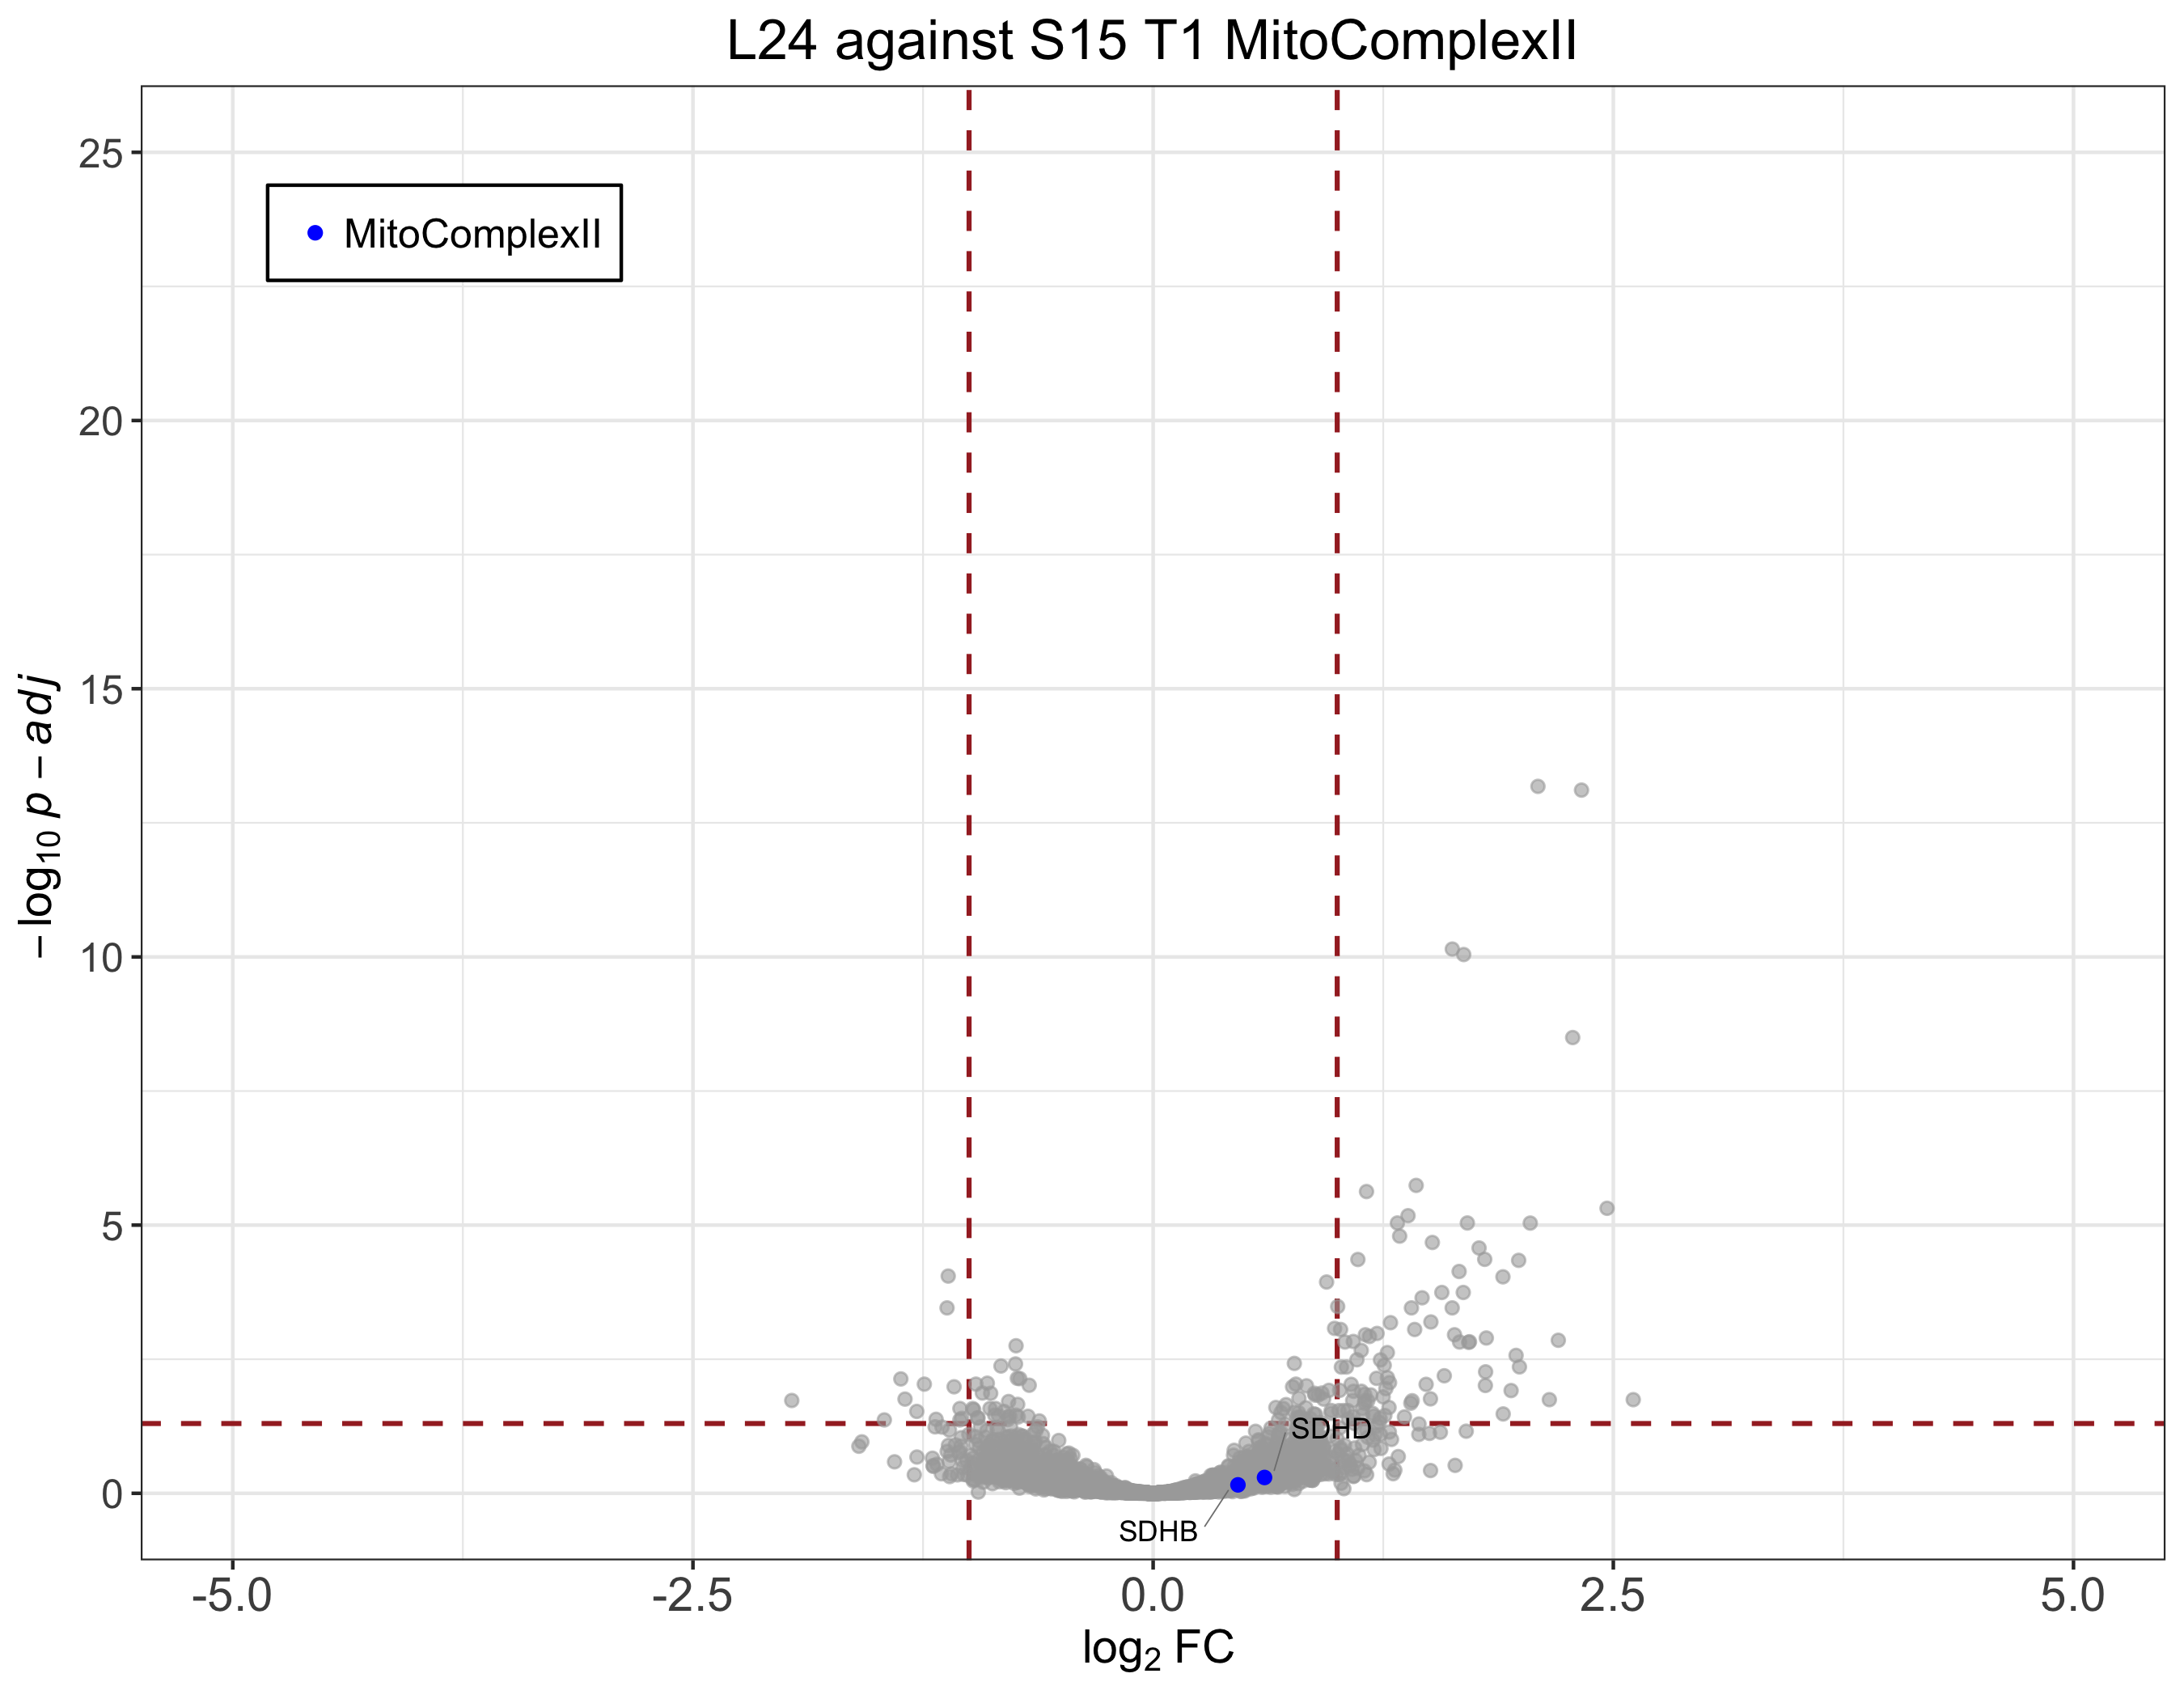 L24 against S15 T1 MitoComplexII
25
MitoComplexII
20
15
10
5
0
−log10 p − adj
SDHD
SDHB
-5.0 -2.5 0.0 2.5 5.0
log2 FC